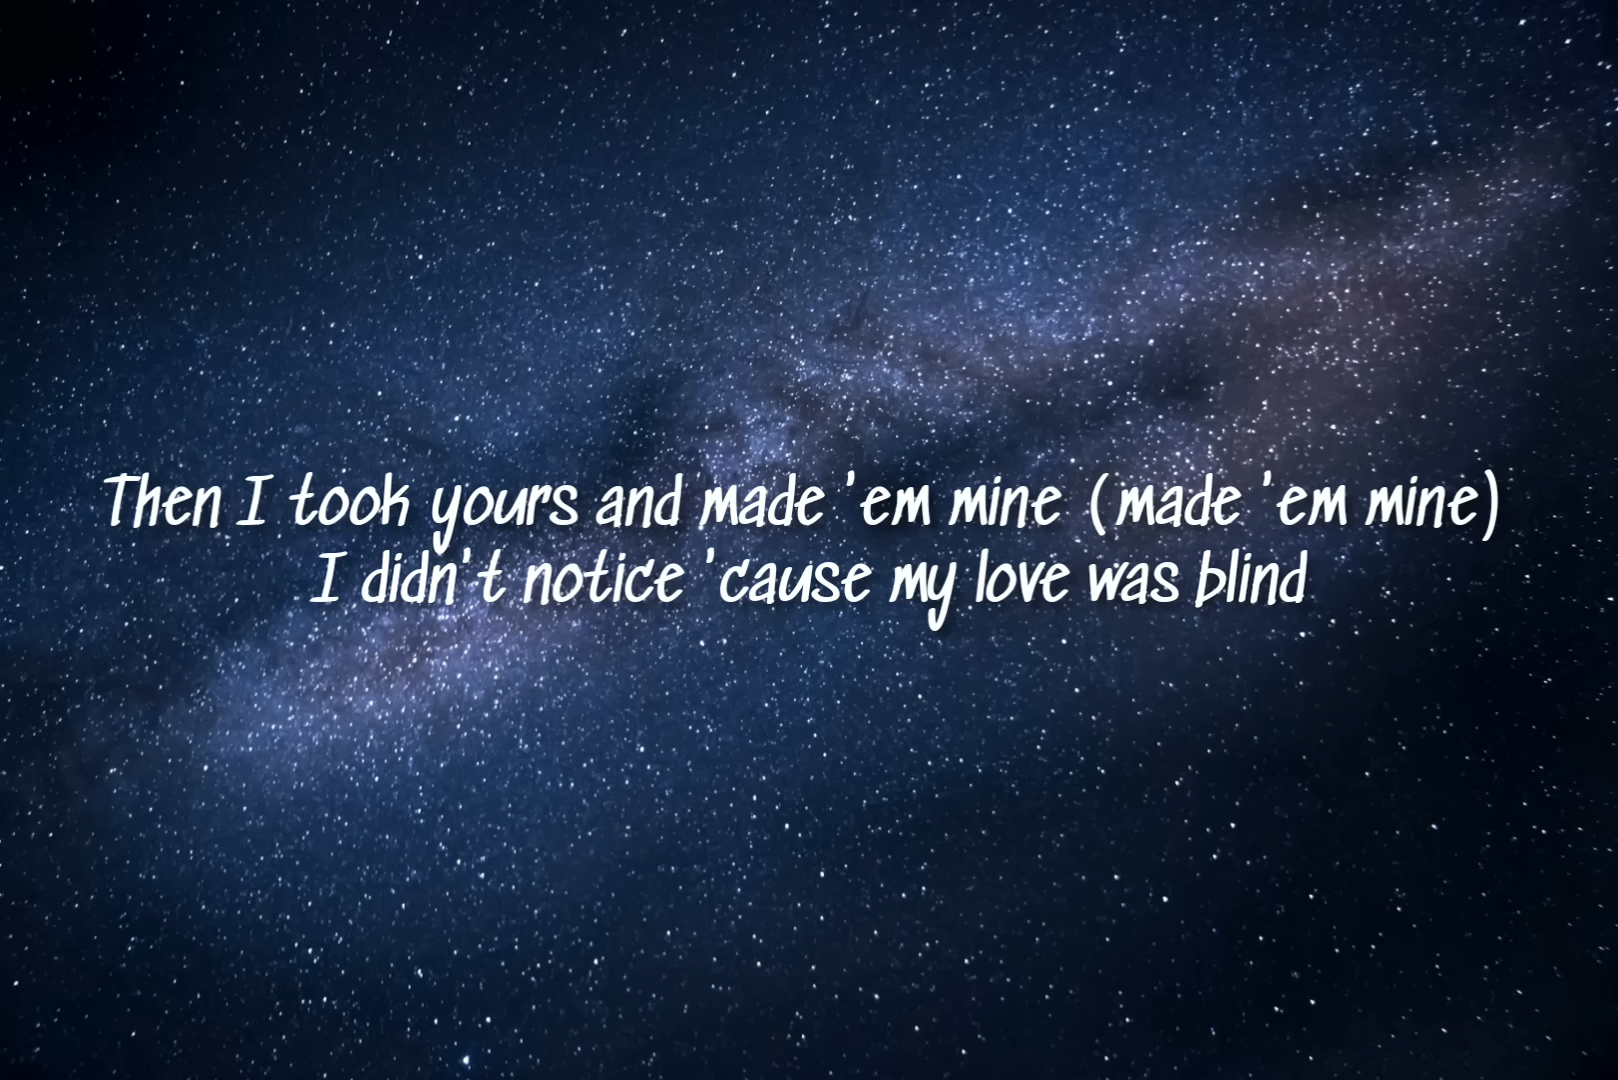 Then I took yours and made 'em mine (made 'em mine)
I didn't notice 'cause my love was blind